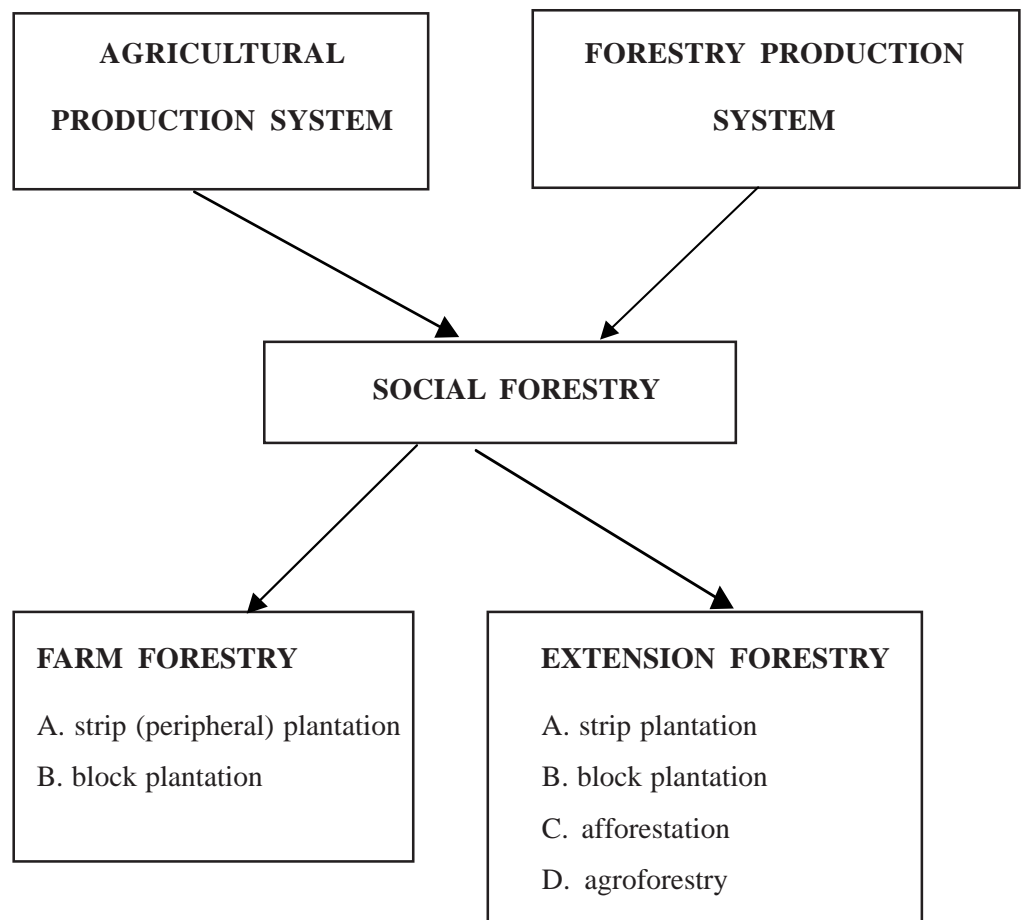 AGRICULTURAL
PRODUCTION SYSTEM
FORESTRY PRODUCTION
SYSTEM
SOCIAL FORESTRY
FARM FORESTRY
A. strip (peripheral) plantation
B. block plantation
EXTENSION FORESTRY
A. strip plantation
B. block plantation
C. afforestation
D. agroforestry